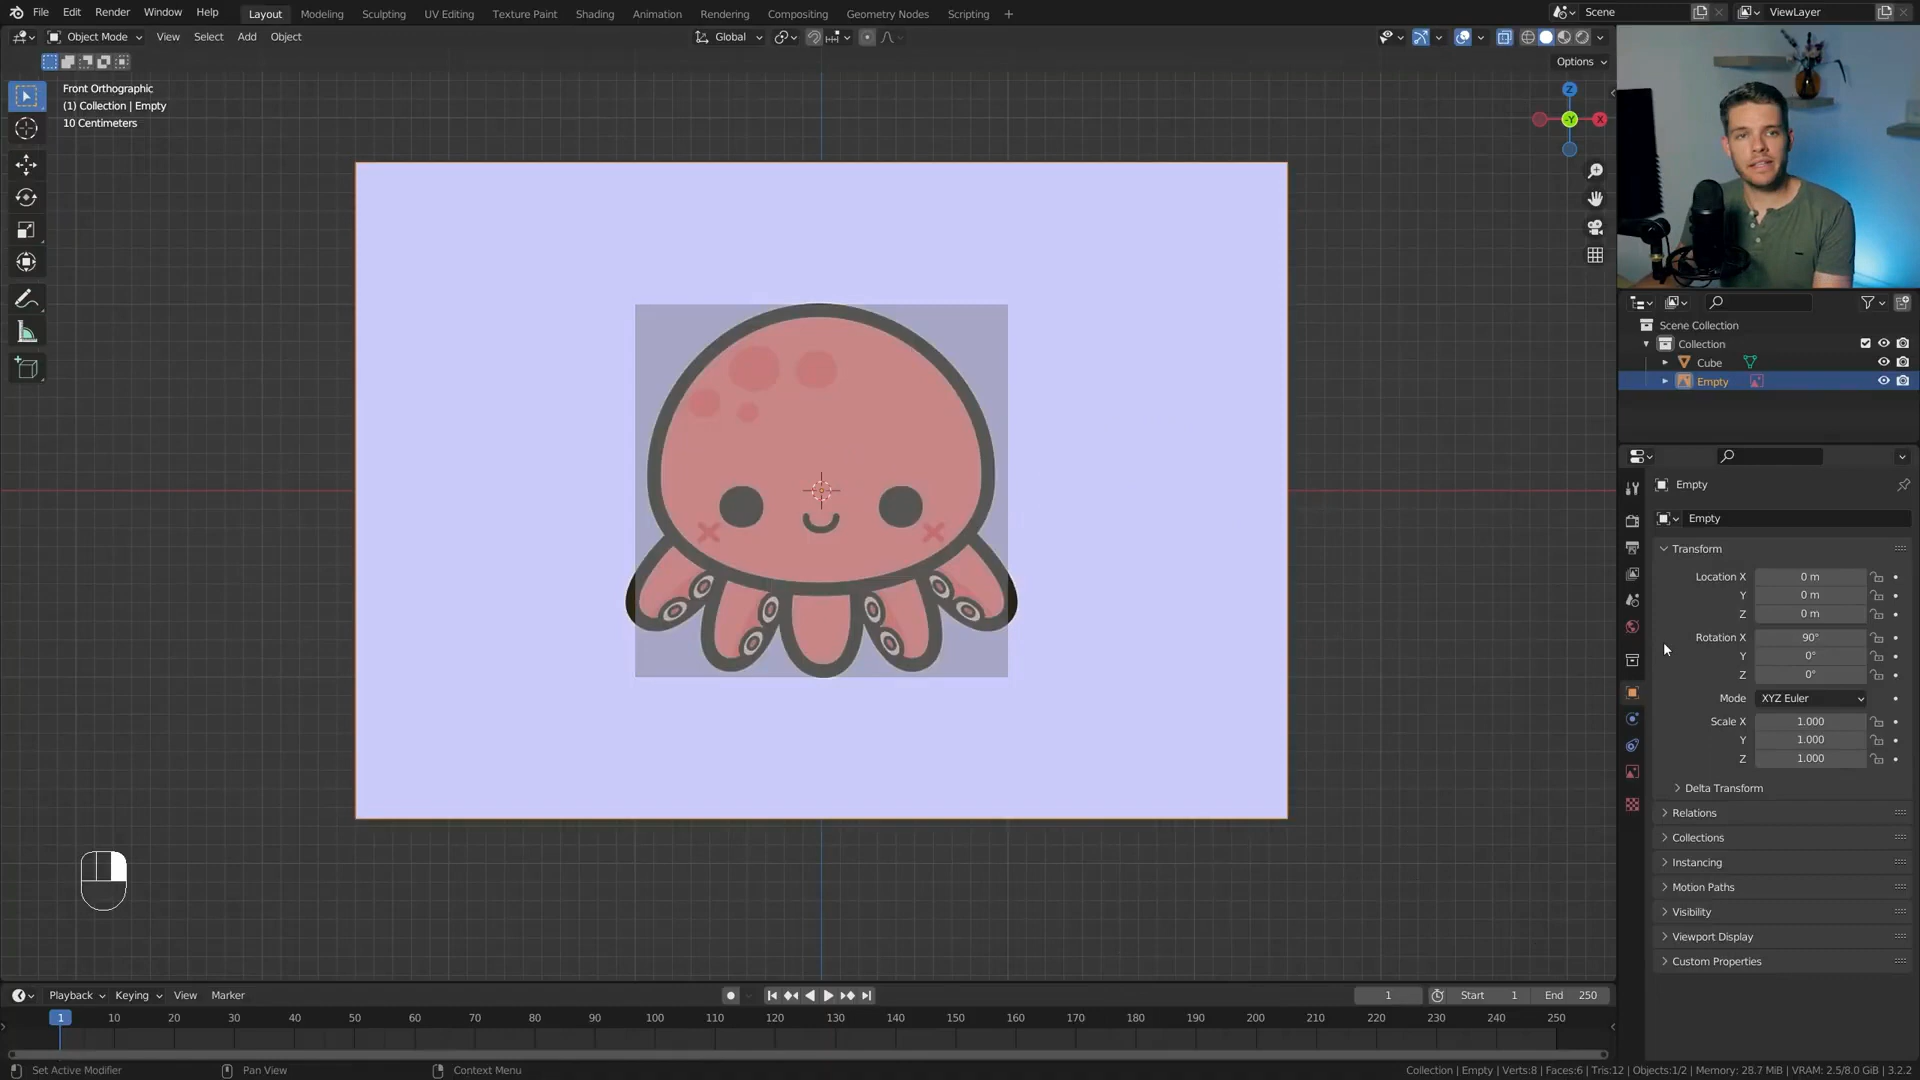 File Edit Render Window Help Layout Modeling Sculpting UV Editing Texture Paint Shading Animation Rendering Compositing Geometry Nodes Scripting + Scene ViewLayer
Object Mode View Select Add Object Global
Options
Front Orthographic
(1) Collection | Empty
10 Centimeters
Z
-Y X
Scene Collection
Collection
Cube
Empty
Empty
Empty
Transform
Location X 0 m
Y 0 m
Z 0 m
Rotation X 90°
Y 0°
Z 0°
Mode XYZ Euler
Scale X 1.000
Y 1.000
Z 1.000
Delta Transform
Relations
Collections
Instancing
Motion Paths
Visibility
Viewport Display
Custom Properties
Playback Keying View Marker 1 Start 1 End 250
1 10 20 30 40 50 60 70 80 90 100 110 120 130 140 150 160 170 180 190 200 210 220 230 240 250
Set Active Modifier Pan View Context Menu Collection | Empty | Verts:8 | Faces:6 | Tris:12 | Objects:1/2 | Memory: 28.7 MiB | VRAM: 2.5/8.0 GiB | 3.2.2